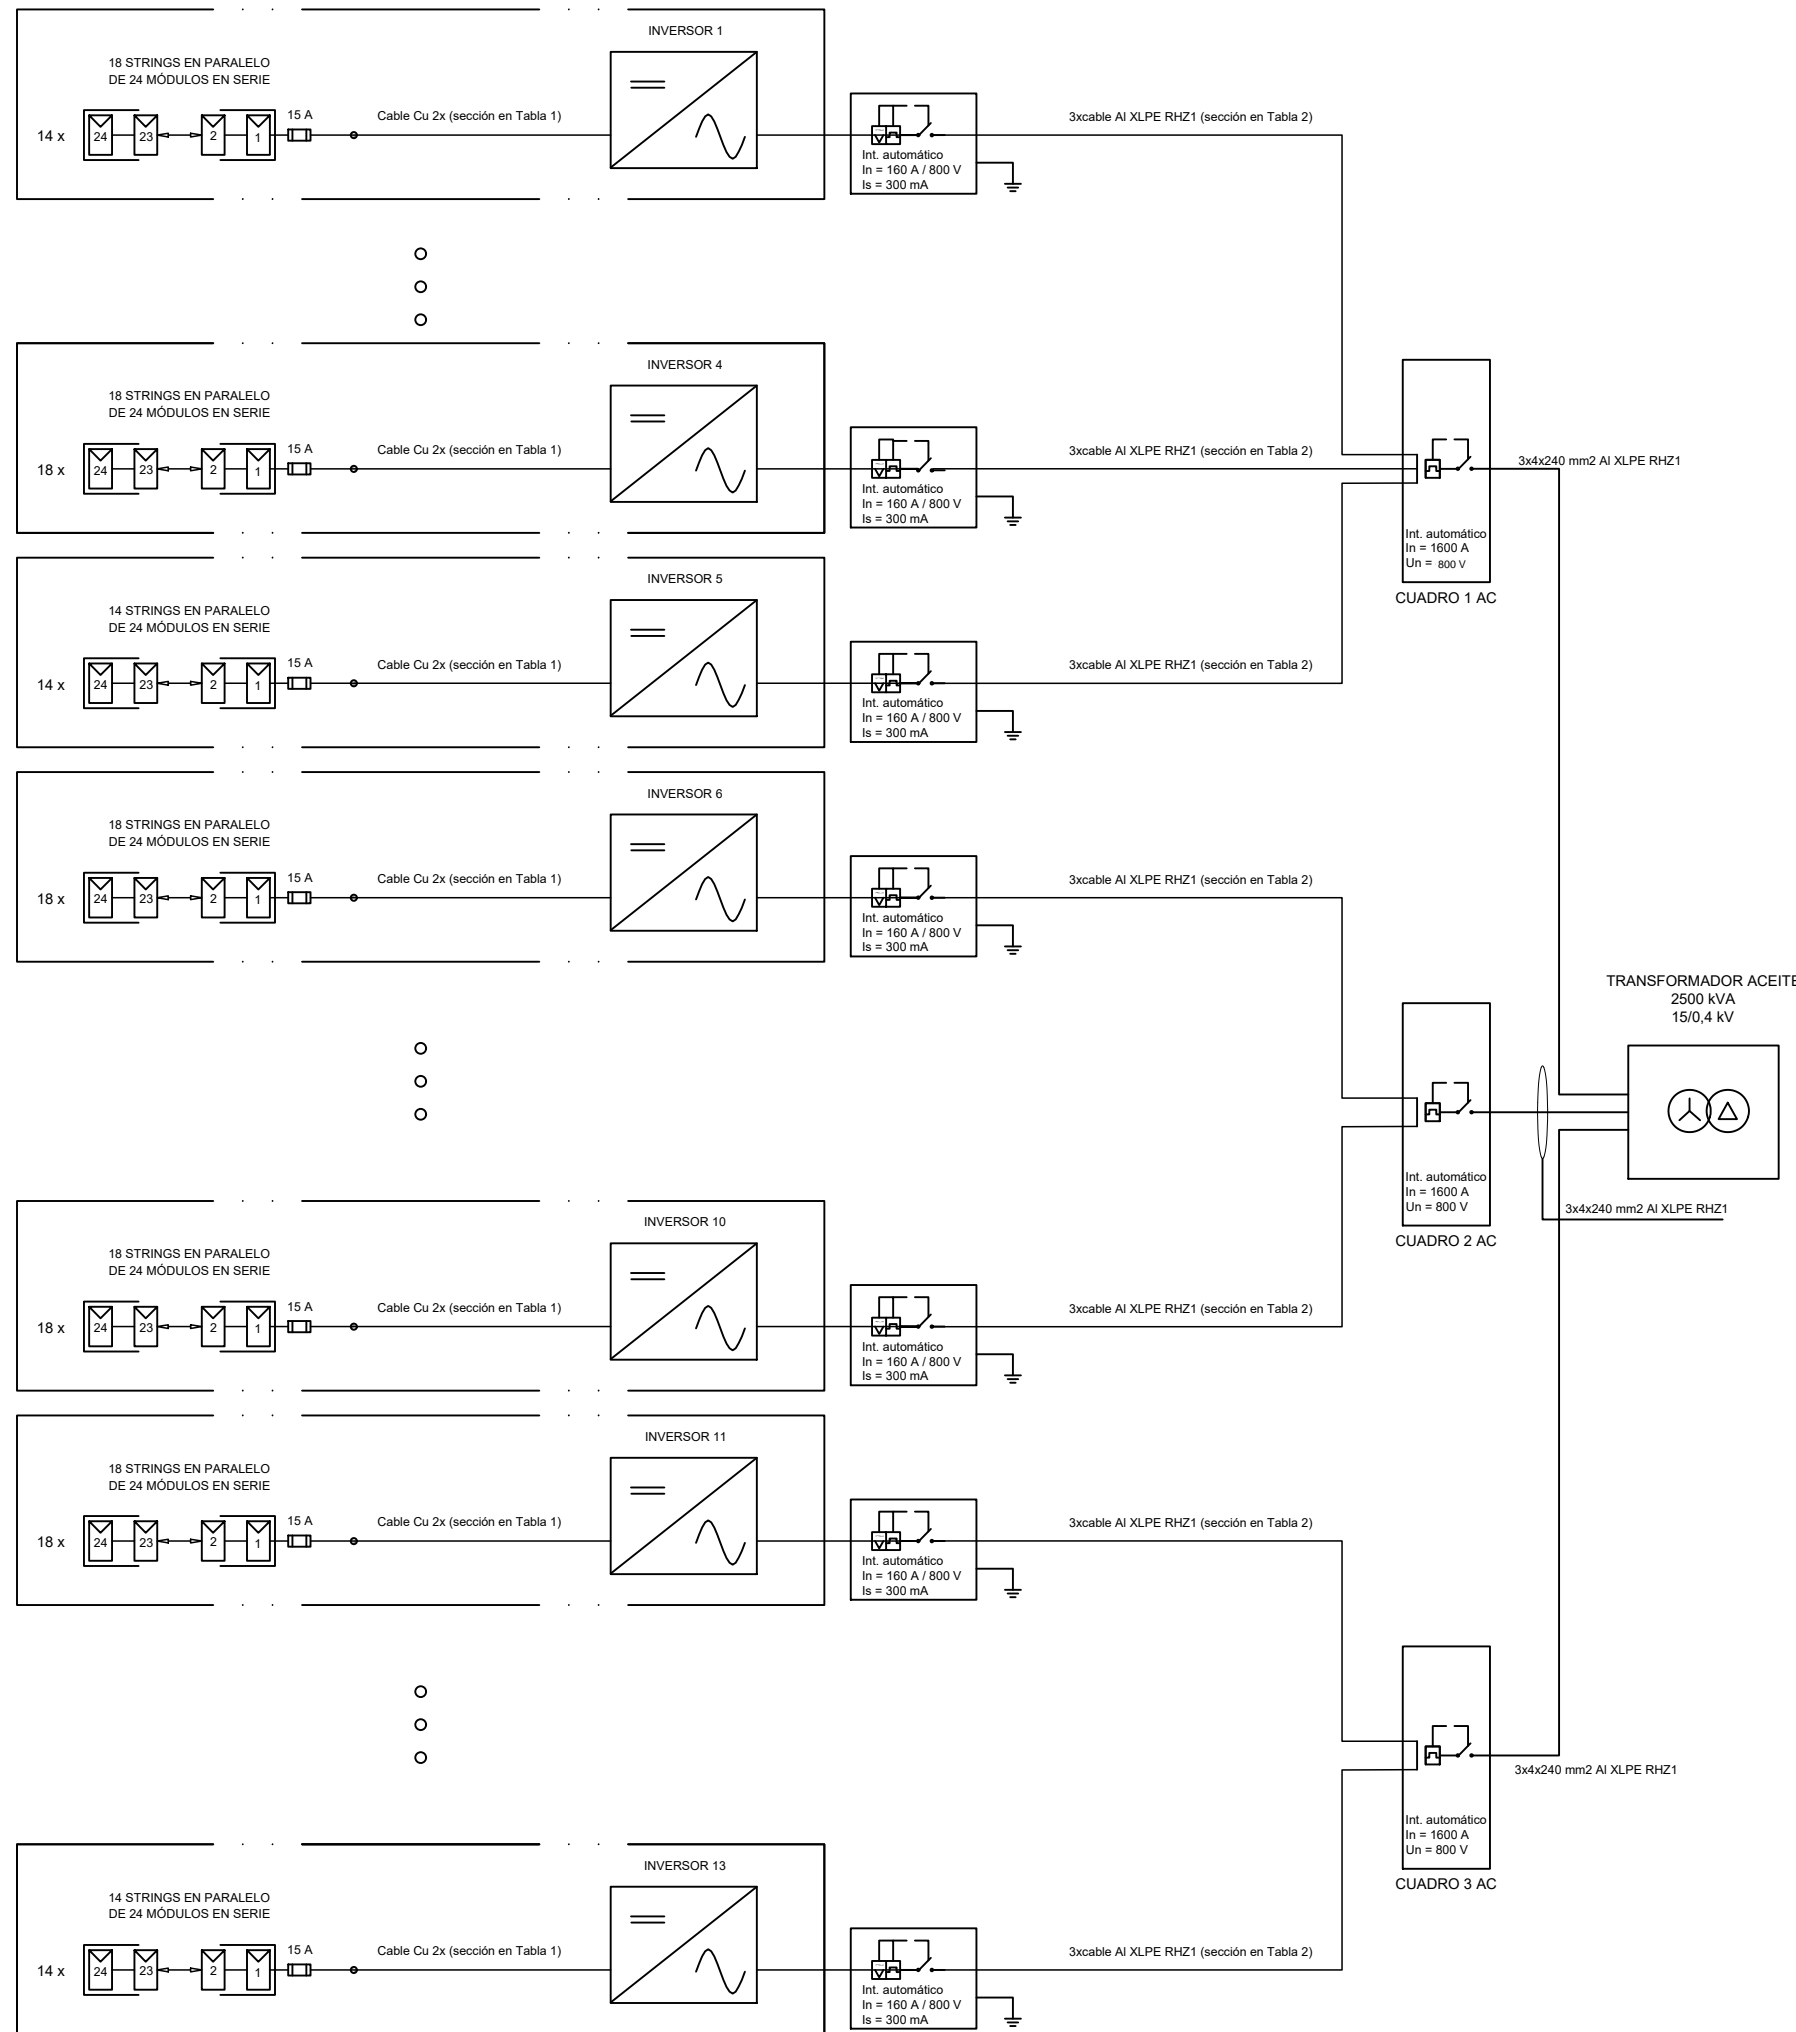 INVERSOR 1
18 STRINGS EN PARALELO
DE 24 MÓDULOS EN SERIE
14 x
24
23
2
1
15 A
Cable Cu 2x (sección en Tabla 1)
Int. automático
In = 160 A / 800 V
Is = 300 mA
3xcable Al XLPE RHZ1 (sección en Tabla 2)
INVERSOR 4
18 STRINGS EN PARALELO
DE 24 MÓDULOS EN SERIE
18 x
24
23
2
1
15 A
Cable Cu 2x (sección en Tabla 1)
Int. automático
In = 160 A / 800 V
Is = 300 mA
3xcable Al XLPE RHZ1 (sección en Tabla 2)
3x4x240 mm2 Al XLPE RHZ1
Int. automático
In = 1600 A
Un = 800 V
CUADRO 1 AC
INVERSOR 5
14 STRINGS EN PARALELO
DE 24 MÓDULOS EN SERIE
14 x
24
23
2
1
15 A
Cable Cu 2x (sección en Tabla 1)
Int. automático
In = 160 A / 800 V
Is = 300 mA
3xcable Al XLPE RHZ1 (sección en Tabla 2)
INVERSOR 6
18 STRINGS EN PARALELO
DE 24 MÓDULOS EN SERIE
18 x
24
23
2
1
15 A
Cable Cu 2x (sección en Tabla 1)
Int. automático
In = 160 A / 800 V
Is = 300 mA
3xcable Al XLPE RHZ1 (sección en Tabla 2)
TRANSFORMADOR ACEITE
2500 kVA
15/0,4 kV
Int. automático
In = 1600 A
Un = 800 V
CUADRO 2 AC
3x4x240 mm2 Al XLPE RHZ1
INVERSOR 10
18 STRINGS EN PARALELO
DE 24 MÓDULOS EN SERIE
18 x
24
23
2
1
15 A
Cable Cu 2x (sección en Tabla 1)
Int. automático
In = 160 A / 800 V
Is = 300 mA
3xcable Al XLPE RHZ1 (sección en Tabla 2)
INVERSOR 11
18 STRINGS EN PARALELO
DE 24 MÓDULOS EN SERIE
18 x
24
23
2
1
15 A
Cable Cu 2x (sección en Tabla 1)
Int. automático
In = 160 A / 800 V
Is = 300 mA
3xcable Al XLPE RHZ1 (sección en Tabla 2)
3x4x240 mm2 Al XLPE RHZ1
Int. automático
In = 1600 A
Un = 800 V
CUADRO 3 AC
INVERSOR 13
14 STRINGS EN PARALELO
DE 24 MÓDULOS EN SERIE
14 x
24
23
2
1
15 A
Cable Cu 2x (sección en Tabla 1)
Int. automático
In = 160 A / 800 V
Is = 300 mA
3xcable Al XLPE RHZ1 (sección en Tabla 2)